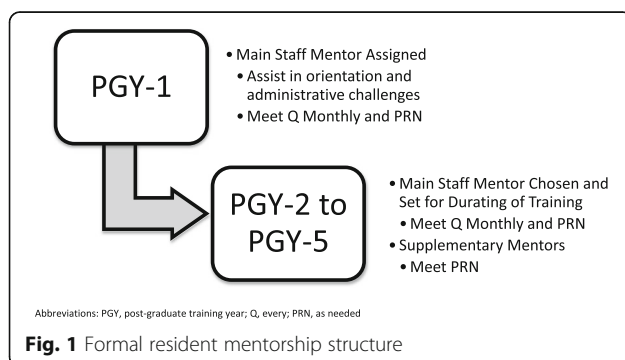 PGY-1
• Main Staff Mentor Assigned
• Assist in orientation and
administrative challenges
• Meet Q Monthly and PRN
PGY-2 to
PGY-5
• Main Staff Mentor Chosen and
Set for Durating of Training
• Meet Q Monthly and PRN
• Supplementary Mentors
• Meet PRN
Abbreviations: PGY, post-graduate training year; Q, every; PRN, as needed
Fig. 1 Formal resident mentorship structure